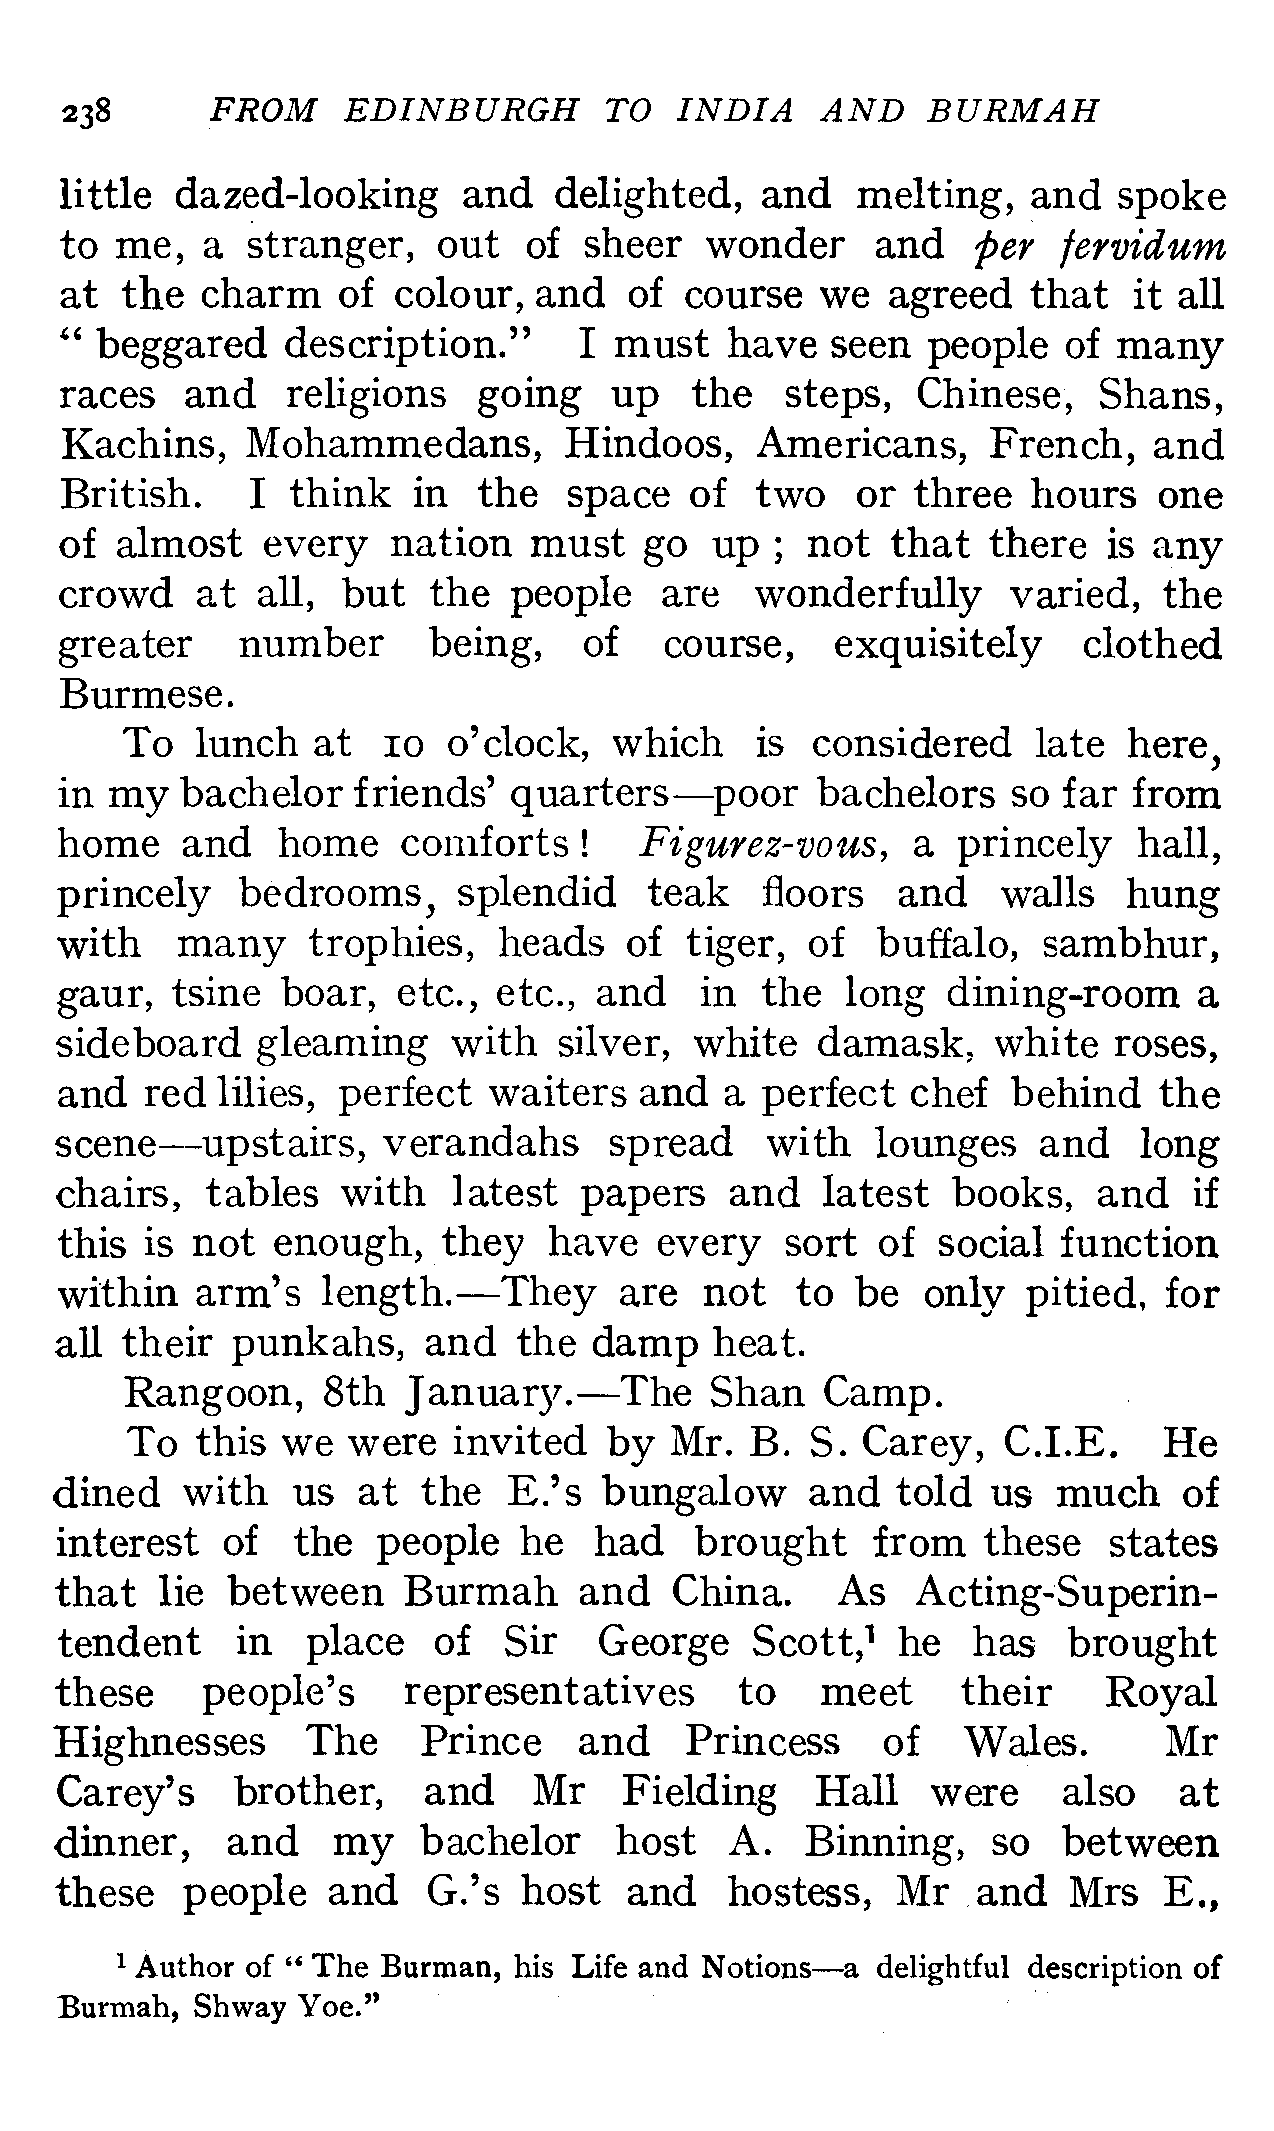 238 FROM EDINBURGH TO INDIA AND BURMAH
little dazed-looking and delighted, and melting, and spoke
to me, a stranger, out of sheer wonder and per fervidum
at the charm of colour, and of course we agreed that it all
“ beggared description.” I must have seen people of many
races and religions going up the steps, Chinese, Shans,
Kachins, Mohammedans, Hindoos, Americans, French, and
British. I think in the space of two or three hours one
of almost every nation must go up ; not that there is any
crowd at all, but the people are wonderfully varied, the
greater number being, of course, exquisitely clothed
Burmese.
To lunch at 10 o’clock, which is considered late here,
in my bachelor friends’ quarters—poor bachelors so far from
home and home comforts ! Figurez-vous, a princely hall,
princely bedrooms, splendid teak floors and walls hung
with many trophies, heads of tiger, of buffalo, sambhur,
gaur, tsine boar, etc., etc., and in the long dining-room a
sideboard gleaming with silver, white damask, white roses,
and red lilies, perfect waiters and a perfect chef behind the
scene—upstairs, verandahs spread with lounges and long
chairs, tables with latest papers and latest books, and if
this is not enough, they have every sort of social function
within arm’s length.—They are not to be only pitied, for
all their punkahs, and the damp heat.
Rangoon, 8th January.—The Shan Camp.
To this we were invited by Mr. B. S. Carey, C.I.E. He
dined with us at the E.’s bungalow and told us much of
interest of the people he had brought from these states
that lie between Burmah and China. As Acting-Superin-
tendent in place of Sir George Scott,¹ he has brought
these people’s representatives to meet their Royal
Highnesses The Prince and Princess of Wales. Mr
Carey’s brother, and Mr Fielding Hall were also at
dinner, and my bachelor host A. Binning, so between
these people and G.’s host and hostess, Mr and Mrs E.,
¹ Author of “ The Burman, his Life and Notions—a delightful description of
Burmah, Shway Yoe.”